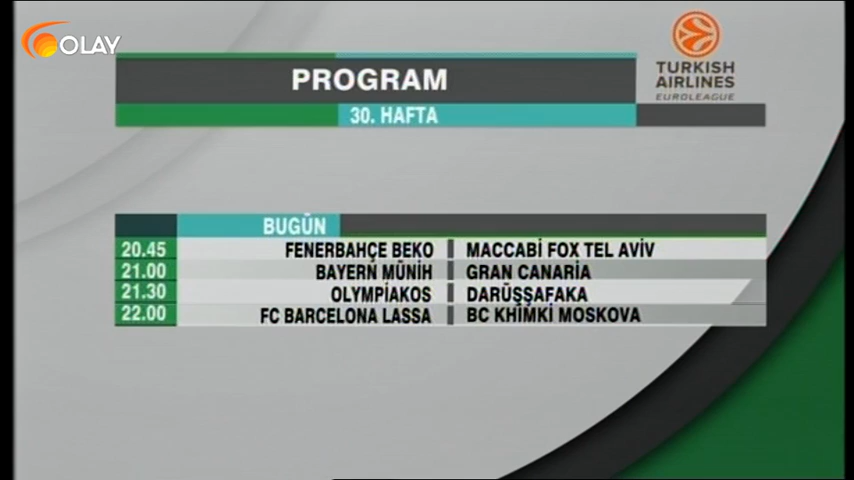 OLAY
PROGRAM
TURKISH
AIRLINES
EUROLEAGUE
30. HAFTA
BUGÜN
20.45 FENERBAHÇE BEKO MACCABİ FOX TEL AVİV
21.00 BAYERN MÜNİH GRAN CANARİA
21.30 OLYMPİAKOS DARÜŞŞAFAKA
22.00 FC BARCELONA LASSA BC KHİMKİ MOSKOVA